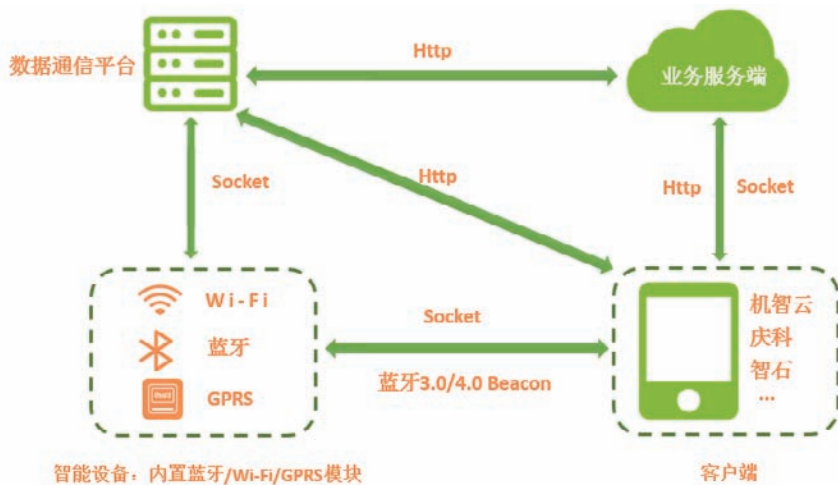 Http
数据通信平台
业务服务端
Socket
Http
Http
Socket
Wi-Fi
蓝牙
GPRS
Socket
蓝牙3.0/4.0 Beacon
机智云
庆科
智石
...
智能设备：内置蓝牙/Wi-Fi/GPRS模块
客户端